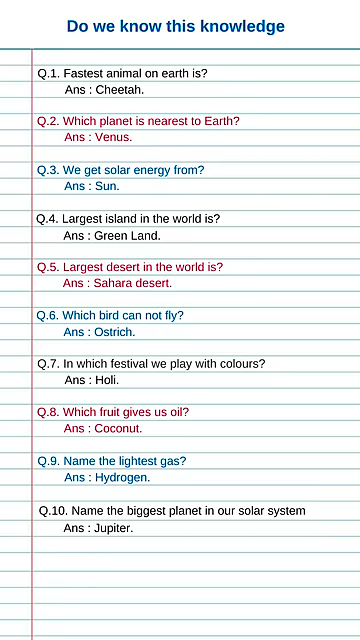 Do we know this knowledge
Q.1. Fastest animal on earth is?
Ans : Cheetah.
Q.2. Which planet is nearest to Earth?
Ans : Venus.
Q.3. We get solar energy from?
Ans : Sun.
Q.4. Largest island in the world is?
Ans : Green Land.
Q.5. Largest desert in the world is?
Ans : Sahara desert.
Q.6. Which bird can not fly?
Ans : Ostrich.
Q.7. In which festival we play with colours?
Ans : Holi.
Q.8. Which fruit gives us oil?
Ans : Coconut.
Q.9. Name the lightest gas?
Ans : Hydrogen.
Q.10. Name the biggest planet in our solar system
Ans : Jupiter.